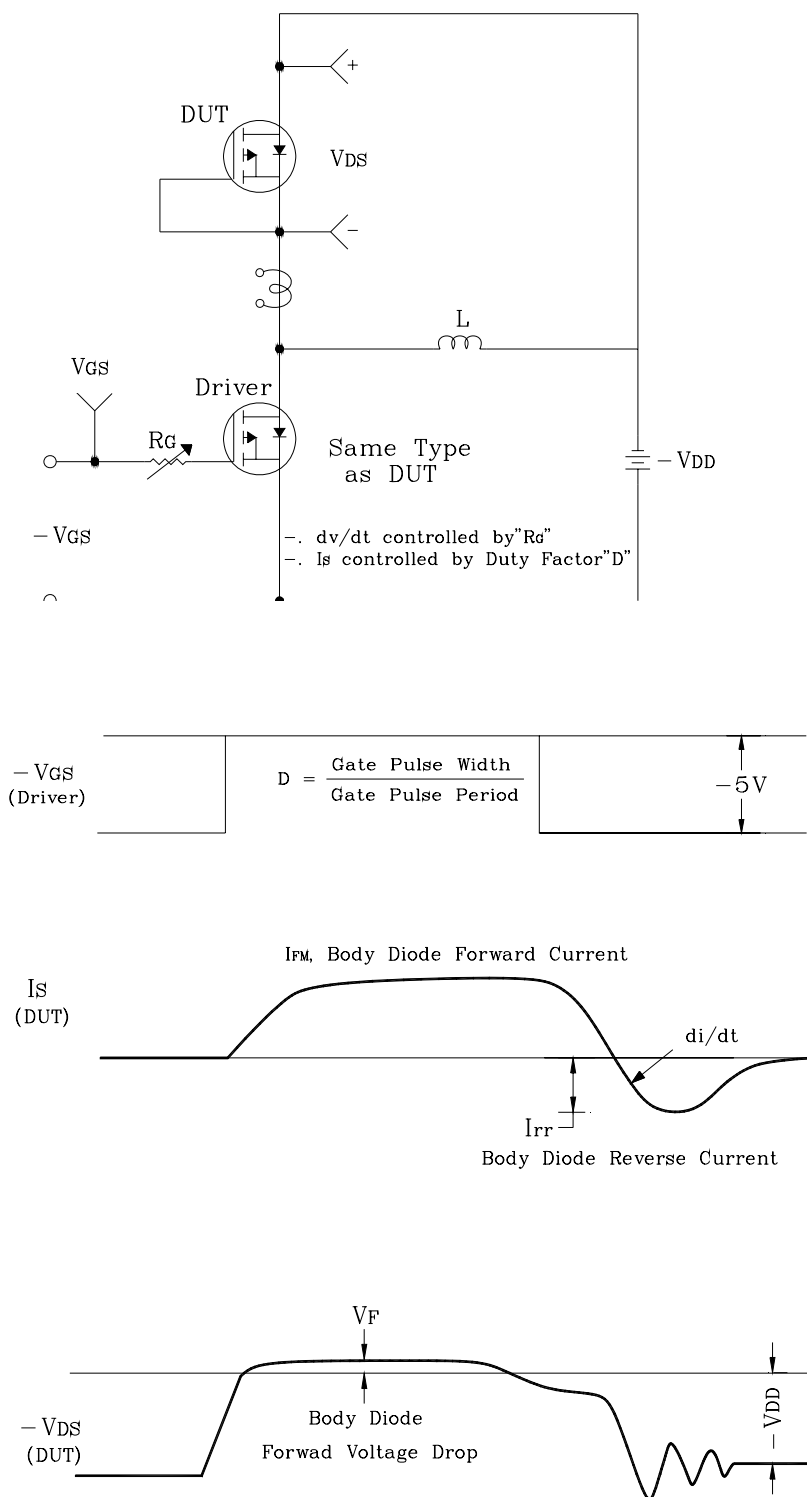 +
DUT
VDS
-
L
VGS
Driver
RG
Same Type
as DUT
-VDD
-VGS
-. dv/dt controlled by"RG"
-. IS controlled by Duty Factor"D"
-VGS
(Driver)
D = Gate Pulse Width
Gate Pulse Period
-5V
IFM, Body Diode Forward Current
IS
(DUT)
di/dt
Irr
Body Diode Reverse Current
VF
-VDD
-VDS
(DUT)
Body Diode
Forwad Voltage Drop